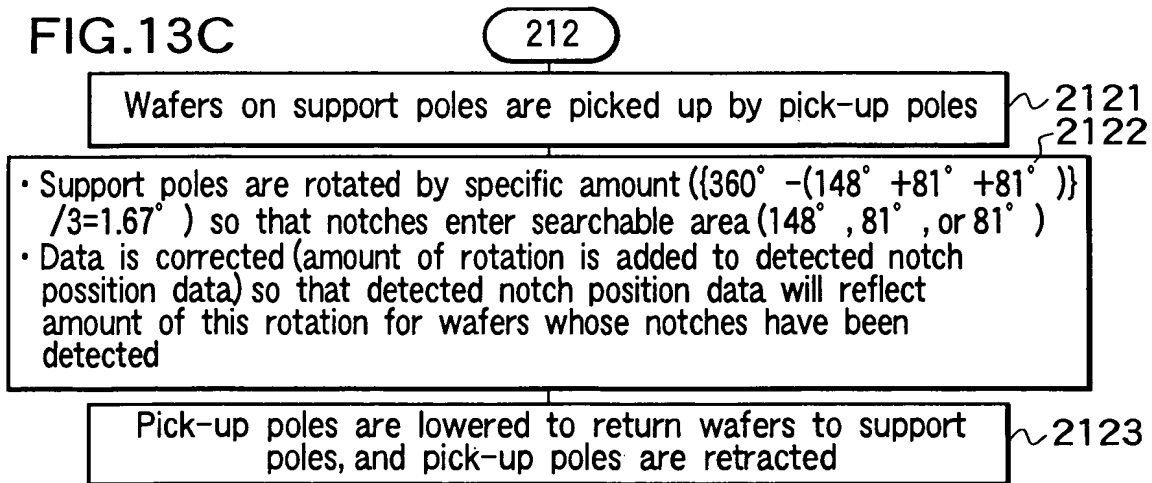 FIG.13C
212
Wafers on support poles are picked up by pick-up poles
2121
2122
・Support poles are rotated by specific amount ({360° -(148° +81° +81° )}
/3=1.67° ) so that notches enter searchable area (148° , 81° , or 81° )
・Data is corrected (amount of rotation is added to detected notch
possition data) so that detected notch position data will reflect
amount of this rotation for wafers whose notches have been
detected
Pick-up poles are lowered to return wafers to support
poles, and pick-up poles are retracted
2123